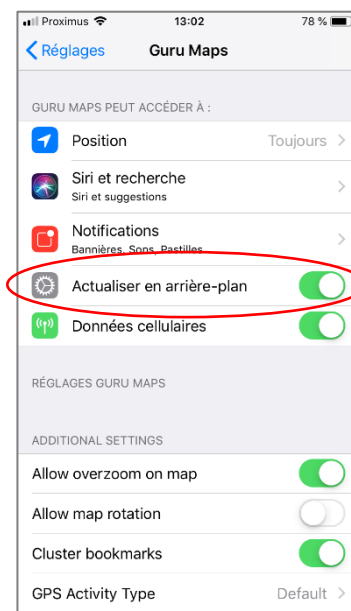 Proximus 13:02 78 %
Réglages Guru Maps
GURU MAPS PEUT ACCÉDER À :
Position Toujours
Siri et recherche
Siri et suggestions
Notifications
Bannières, Sons, Pastilles
Actualiser en arrière-plan
Données cellulaires
RÉGLAGES GURU MAPS
ADDITIONAL SETTINGS
Allow overzoom on map
Allow map rotation
Cluster bookmarks
GPS Activity Type Default